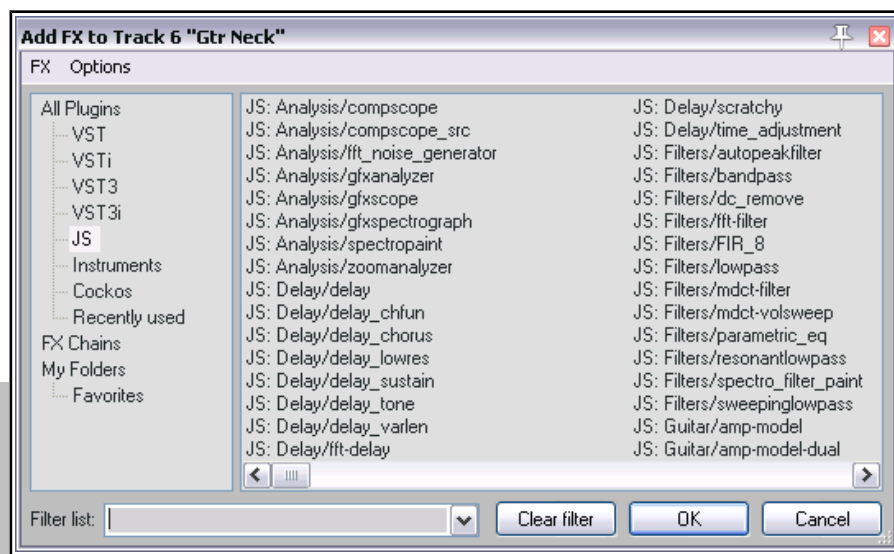 Add FX to Track 6 "Gtr Neck"
FX Options
All Plugins
VST
VSTi
VST3
VST3i
JS
Instruments
Cockos
Recently used
FX Chains
My Folders
Favorites
JS: Analysis/compscope
JS: Analysis/compscope_src
JS: Analysis/fft_noise_generator
JS: Analysis/gfxanalyzer
JS: Analysis/gfxscope
JS: Analysis/gfxspectrograph
JS: Analysis/spectropaint
JS: Analysis/zoomanalyzer
JS: Delay/delay
JS: Delay/delay_chfun
JS: Delay/delay_chorus
JS: Delay/delay_lowres
JS: Delay/delay_sustain
JS: Delay/delay_tone
JS: Delay/delay_varlen
JS: Delay/fft-delay
JS: Delay/scratchy
JS: Delay/time_adjustment
JS: Filters/autopeakfilter
JS: Filters/bandpass
JS: Filters/dc_remove
JS: Filters/fft-filter
JS: Filters/FIR_8
JS: Filters/lowpass
JS: Filters/mdct-filter
JS: Filters/mdct-volsweep
JS: Filters/parametric_eq
JS: Filters/resonantlowpass
JS: Filters/spectro_filter_paint
JS: Filters/sweepinglowpass
JS: Guitar/amp-model
JS: Guitar/amp-model-dual
Filter list: Clear filter OK Cancel